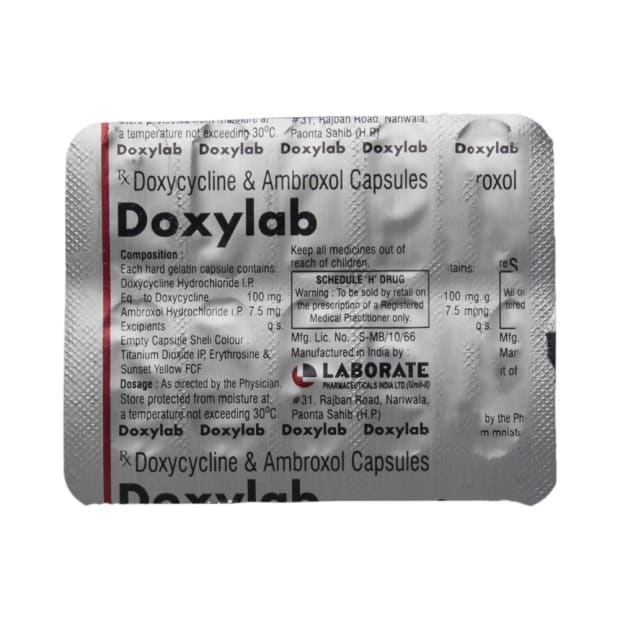 a temperature not exceeding 30°C. Paonta Sahib (H.P)
#31, Rajban Road, Nariwala,
Doxylab Doxylab Doxylab Doxylab Doxylab
Rx Doxycycline & Ambroxol Capsules
roxol
Doxylab
Composition :
Each hard gelatin capsule contains:
Doxycycline Hydrochloride I.P.
Eq. to Doxycycline 100 mg.
Ambroxol Hydrochloride I.P. 7.5 mg.
Excipients q.s.
Empty Capsule Shell Colour :
Titanium Dioxide IP, Erythrosine &
Sunset Yellow FCF
Dosage : As directed by the Physician.
Store protected from moisture at
a temperature not exceeding 30°C.
Keep all medicines out of
reach of children.
SCHEDULE 'H' DRUG
Warning : To be sold by retail on
the prescription of a Registered
Medical Practitioner only.
Mfg. Lic. No. : S-MB/10/66
Manufactured in India by :
LABORATE
PHARMACEUTICALS INDIA LTD. (Unit-II)
#31, Rajban Road, Nariwala,
Paonta Sahib (H.P.)
tains:
100 mg.
7.5 mg
q.s.
Mfg.
by the Ph
Doxylab Doxylab Doxylab Doxylab
Rx Doxycycline & Ambroxol Capsules
Doxylab